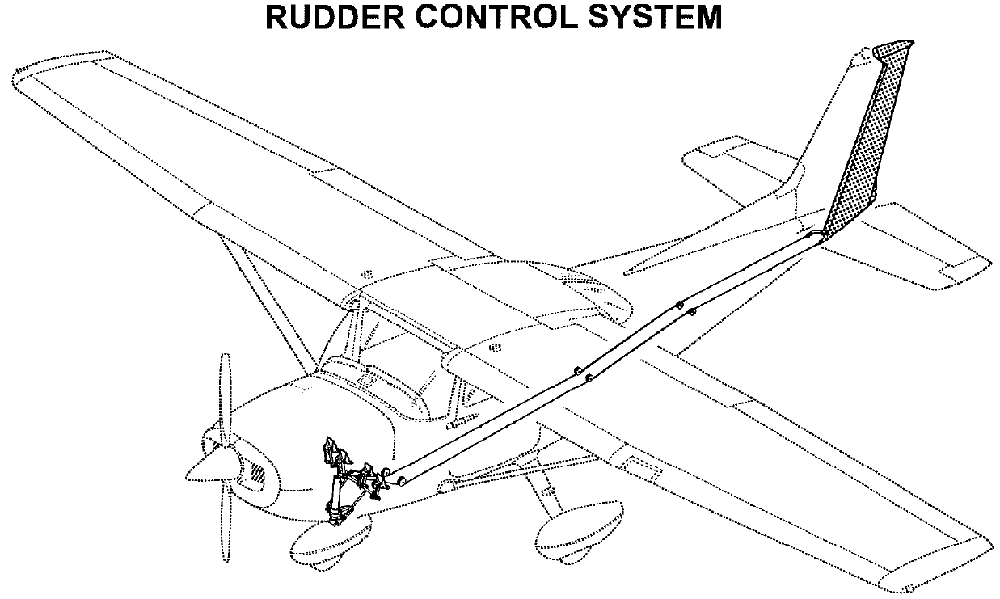 RUDDER CONTROL SYSTEM